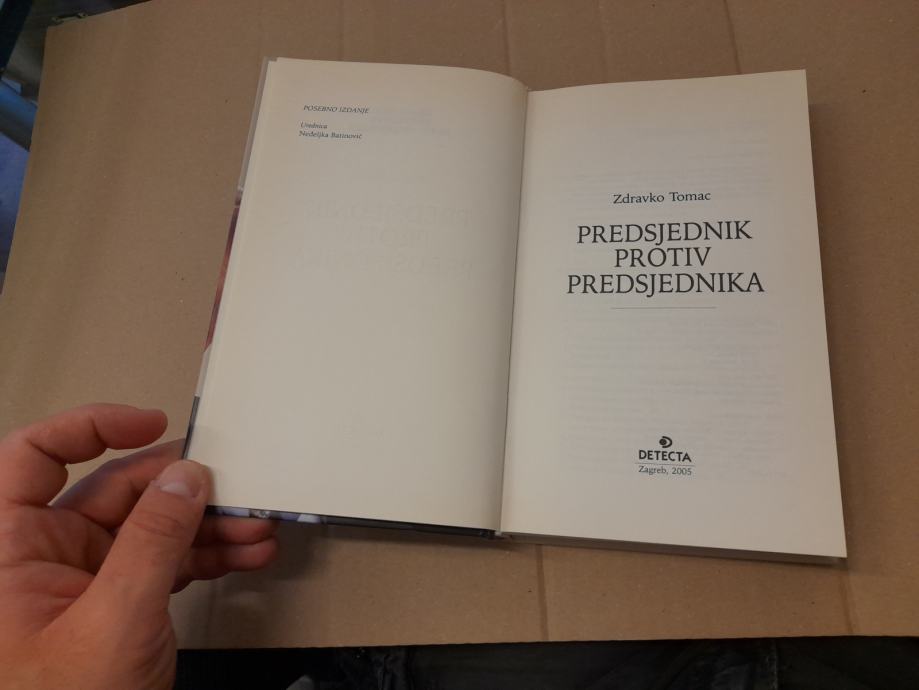 POSEBNO IZDANJE
Urednica
Nedeljka Batinović
Zdravko Tomac
PREDSJEDNIK
PROTIV
PREDSJEDNIKA
DETECTA
Zagreb, 2005